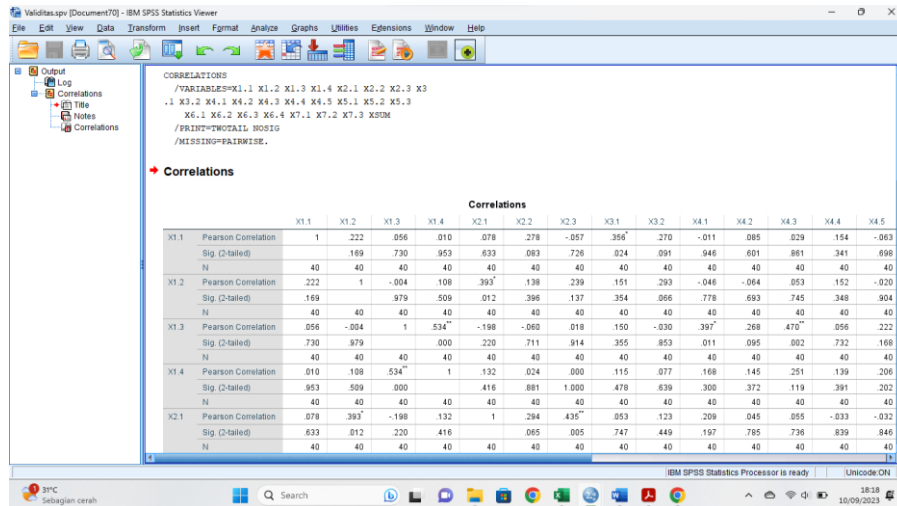 Validitas.spv [Document70] - IBM SPSS Statistics Viewer
File Edit View Data Transform Insert Format Analyze Graphs Utilities Extensions Window Help
Output
Log
Correlations
Title
Notes
Correlations
CORRELATIONS
/VARIABLES=X1.1 X1.2 X1.3 X1.4 X2.1 X2.2 X2.3 X3
.1 X3.2 X4.1 X4.2 X4.3 X4.4 X4.5 X5.1 X5.2 X5.3
X6.1 X6.2 X6.3 X6.4 X7.1 X7.2 X7.3 XSUM
/PRINT=TWOTAIL NOSIG
/MISSING=PAIRWISE.
Correlations
Correlations
X1.1 X1.2 X1.3 X1.4 X2.1 X2.2 X2.3 X3.1 X3.2 X4.1 X4.2 X4.3 X4.4 X4.5
X1.1 Pearson Correlation 1 .222 .056 .010 .078 .278 -.057 .356* .270 -.011 .085 .029 .154 -.063
Sig. (2-tailed) .169 .730 .953 .633 .083 .726 .024 .091 .946 .601 .861 .341 .698
N 40 40 40 40 40 40 40 40 40 40 40 40 40 40
X1.2 Pearson Correlation .222 1 -.004 .108 .393* .138 .239 .151 .293 -.046 -.064 .053 .152 -.020
Sig. (2-tailed) .169 .979 .509 .012 .396 .137 .354 .066 .778 .693 .745 .348 .904
N 40 40 40 40 40 40 40 40 40 40 40 40 40 40
X1.3 Pearson Correlation .056 -.004 1 .534** -.198 -.060 .018 .150 -.030 .397* .268 .470** .056 .222
Sig. (2-tailed) .730 .979 .000 .220 .711 .914 .355 .853 .011 .095 .002 .732 .168
N 40 40 40 40 40 40 40 40 40 40 40 40 40 40
X1.4 Pearson Correlation .010 .108 .534** 1 .132 .024 .000 .115 .077 .168 .145 .251 .139 .206
Sig. (2-tailed) .953 .509 .000 .416 .881 1.000 .478 .639 .300 .372 .119 .391 .202
N 40 40 40 40 40 40 40 40 40 40 40 40 40 40
X2.1 Pearson Correlation .078 .393* -.198 .132 1 .294 .435** .053 .123 .209 .045 .055 -.033 -.032
Sig. (2-tailed) .633 .012 .220 .416 .065 .005 .747 .449 .197 .785 .736 .839 .846
N 40 40 40 40 40 40 40 40 40 40 40 40 40 40
IBM SPSS Statistics Processor is ready Unicode:ON
31°C
Sebagian cerah
Search
18:18
10/09/2023